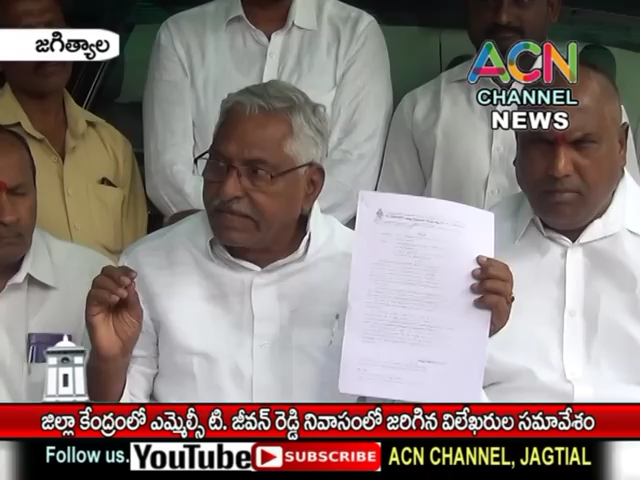 జగిత్యాల
ACN
CHANNEL
NEWS
జిల్లా కేంద్రంలో ఎమ్మెల్సీ టి. జీవన్ రెడ్డి నివాసంలో జరిగిన విలేఖరుల సమావేశం
Follow us. YouTube SUBSCRIBE ACN CHANNEL, JAGTIAL